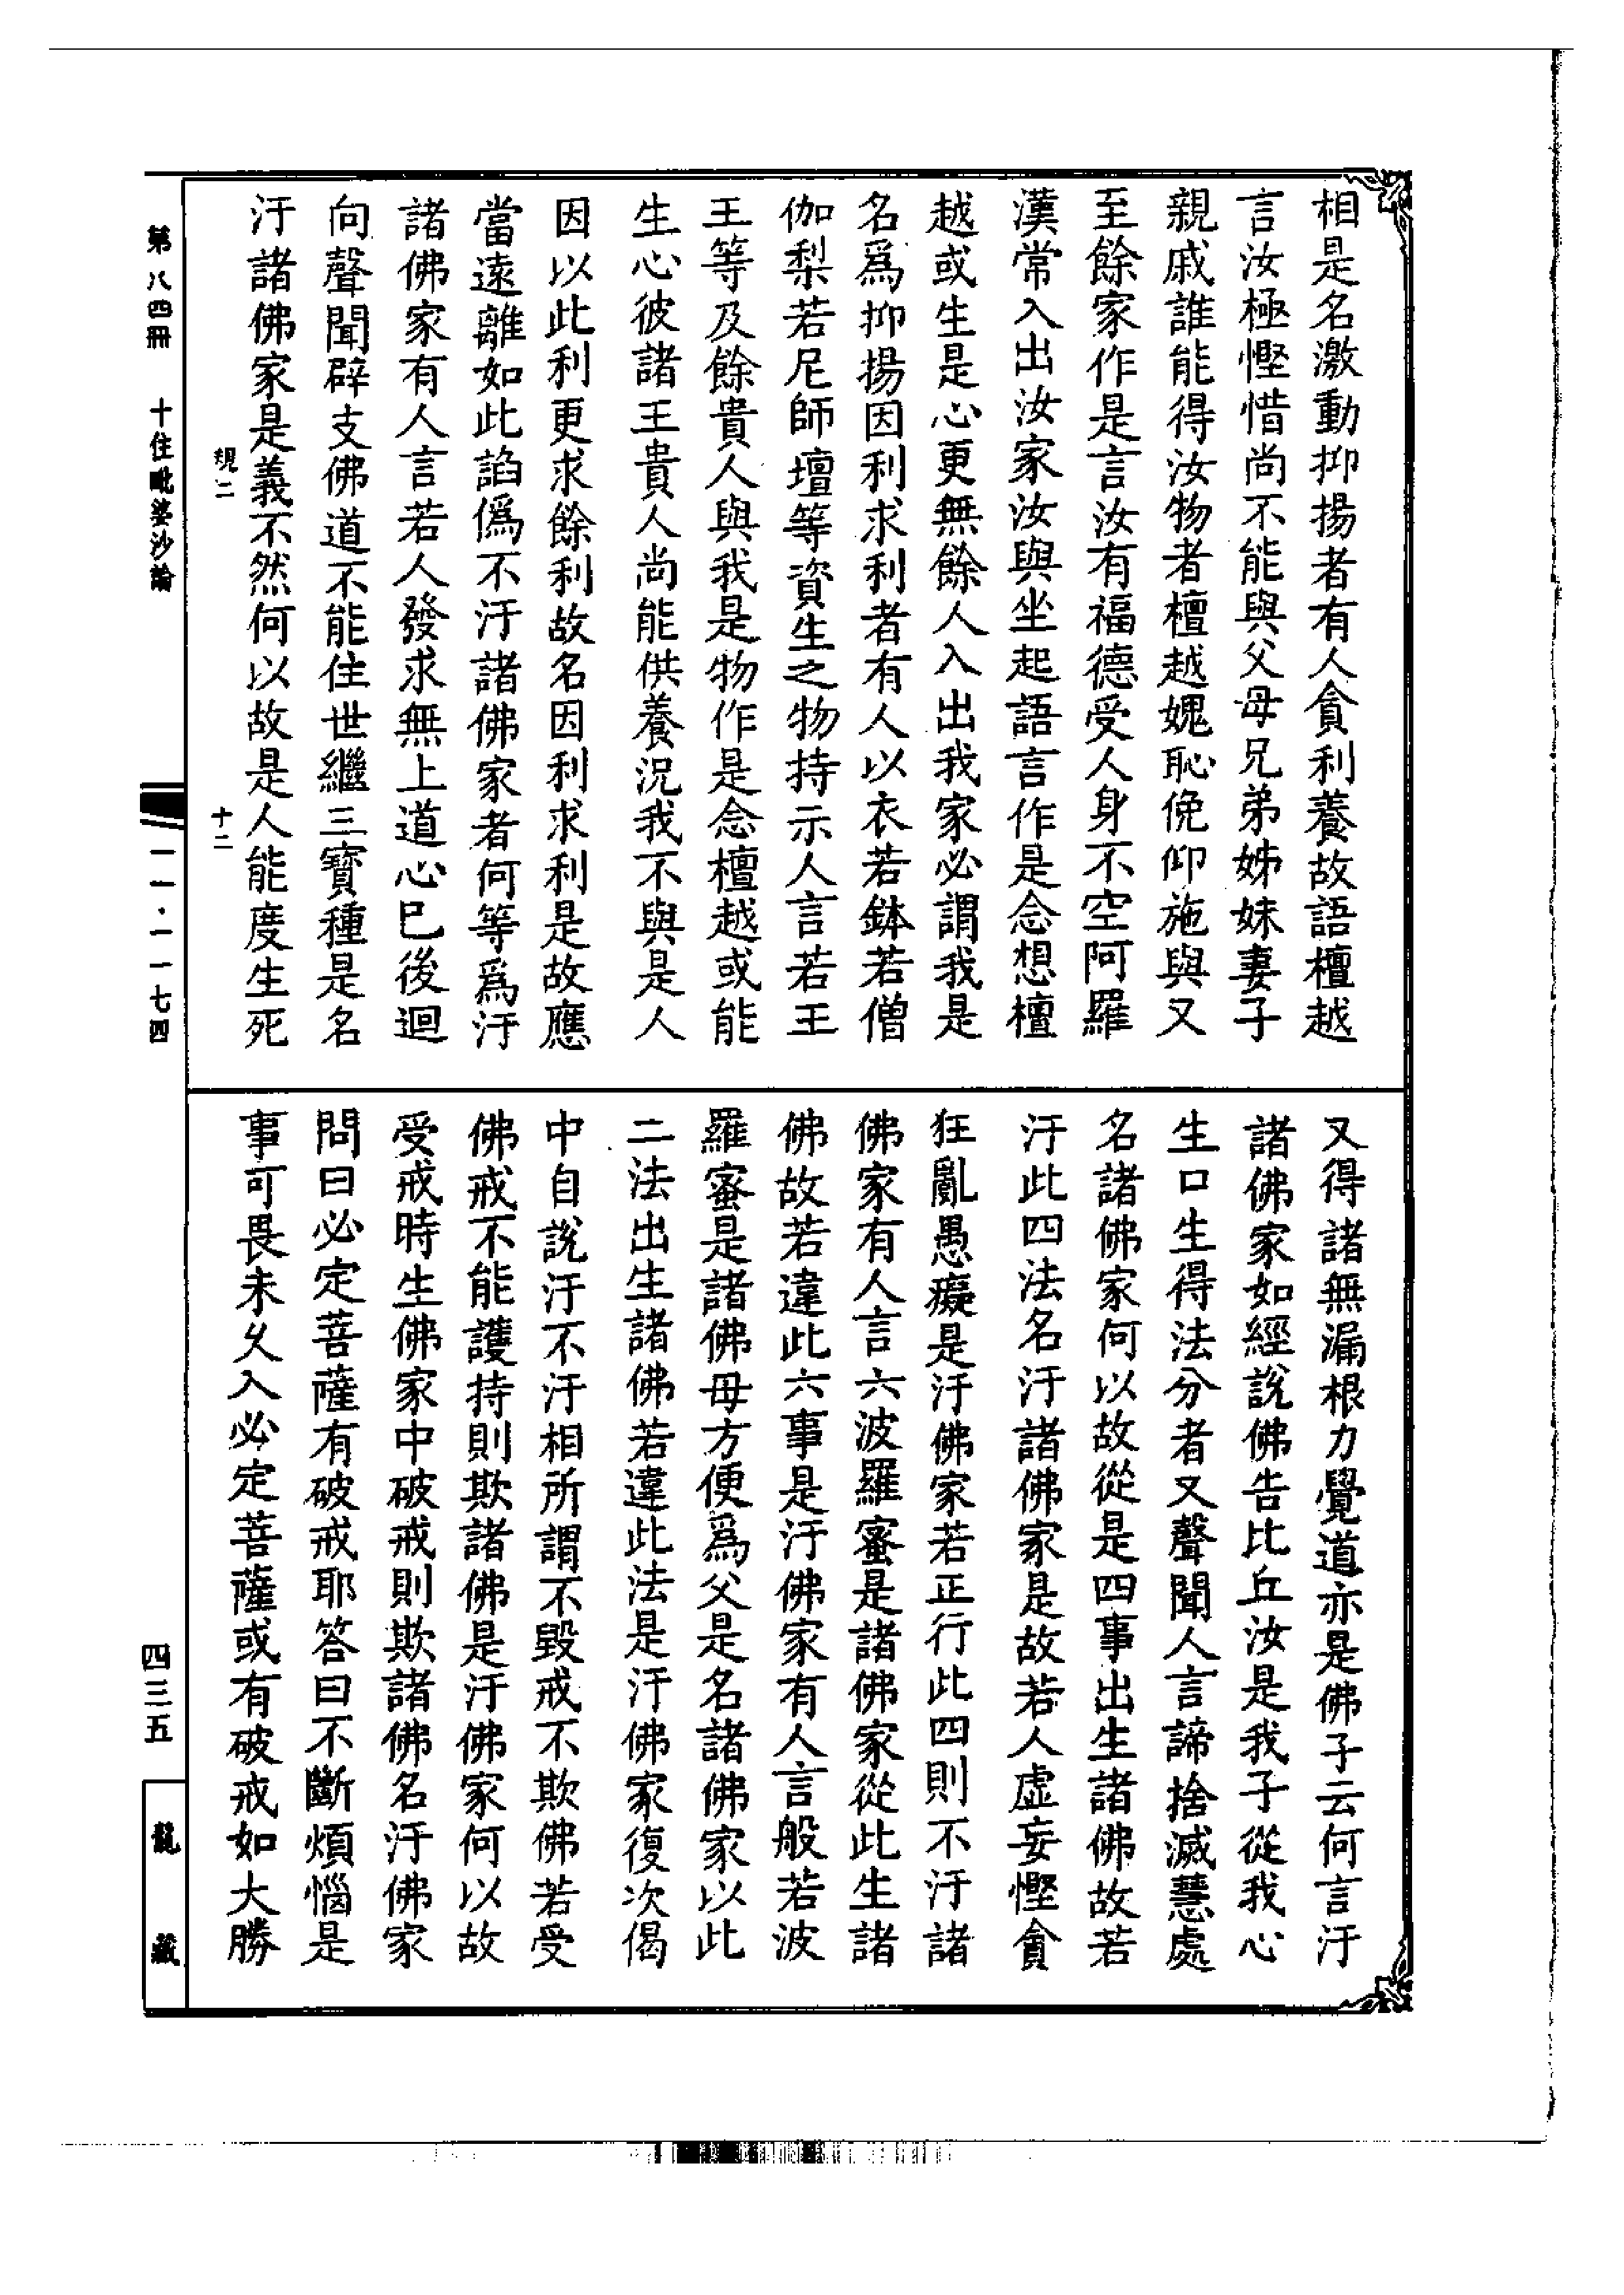 相是名激動抑揚者有人貪利養故語檀越
言汝極慳惜尚不能與父母兄弟姊妹妻子
親戚誰能得汝物者檀越媿恥俛仰施與又
至餘家作是言汝有福德受人身不空阿羅
漢常入出汝家汝與坐起語言作是念想檀
越或生是心更無餘人入出我家必謂我是
名爲抑揚因利求利者有人以衣若鉢若僧
伽梨若尼師壇等資生之物持示人言若王
王等及餘貴人與我是物作是念檀越或能
生心彼諸王貴人尚能供養況我不與是人
因以此利更求餘利故名因利求利是故應
當遠離如此諂僞不汙諸佛家者何等爲汙
諸佛家有人言若人發求無上道心已後迴
向聲聞辟支佛道不能住世繼三寶種是名
汙諸佛家是義不然何以故是人能度生死
又得諸無漏根力覺道亦是佛子云何言汙
諸佛家如經說佛告比丘汝是我子從我心
生口生得法分者又聲聞人言諦捨滅慧處
名諸佛家何以故從是四事出生諸佛故若
汙此四法名汙諸佛家是故若人虛妄慳貪
狂亂愚癡是汙佛家若正行此四則不汙諸
佛家有人言六波羅蜜是諸佛家從此生諸
佛故若違此六事是汙佛家有人言般若波
羅蜜是諸佛母方便爲父是名諸佛家以此
二法出生諸佛若違此法是汙佛家復次偈
中自說汙不汙相所謂不毀戒不欺佛若受
佛戒不能護持則欺諸佛是汙佛家何以故
受戒時生佛家中破戒則欺諸佛名汙佛家
問曰必定菩薩有破戒耶答曰不斷煩惱是
事可畏未久入必定菩薩或有破戒如大勝
第八四冊 十住毗婆沙論
規二
十二
一一·一一七四
四三五
龍藏